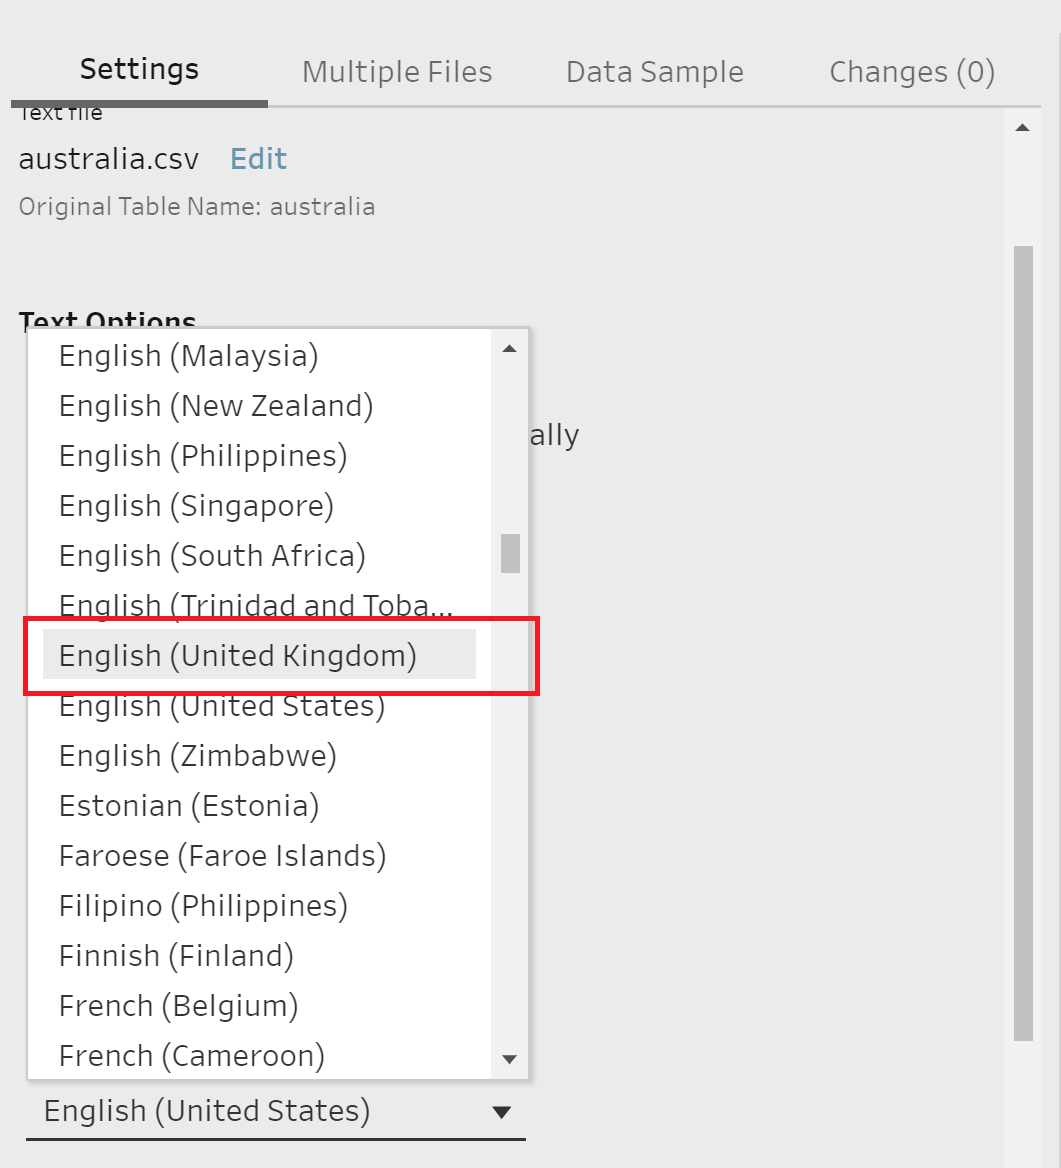 Settings Multiple Files Data Sample Changes (0)
Text file
australia.csv Edit
Original Table Name: australia
Text Options
English (Malaysia)
English (New Zealand)
ally
English (Philippines)
English (Singapore)
English (South Africa)
English (Trinidad and Toba...
English (United Kingdom)
English (United States)
English (Zimbabwe)
Estonian (Estonia)
Faroese (Faroe Islands)
Filipino (Philippines)
Finnish (Finland)
French (Belgium)
French (Cameroon)
English (United States)